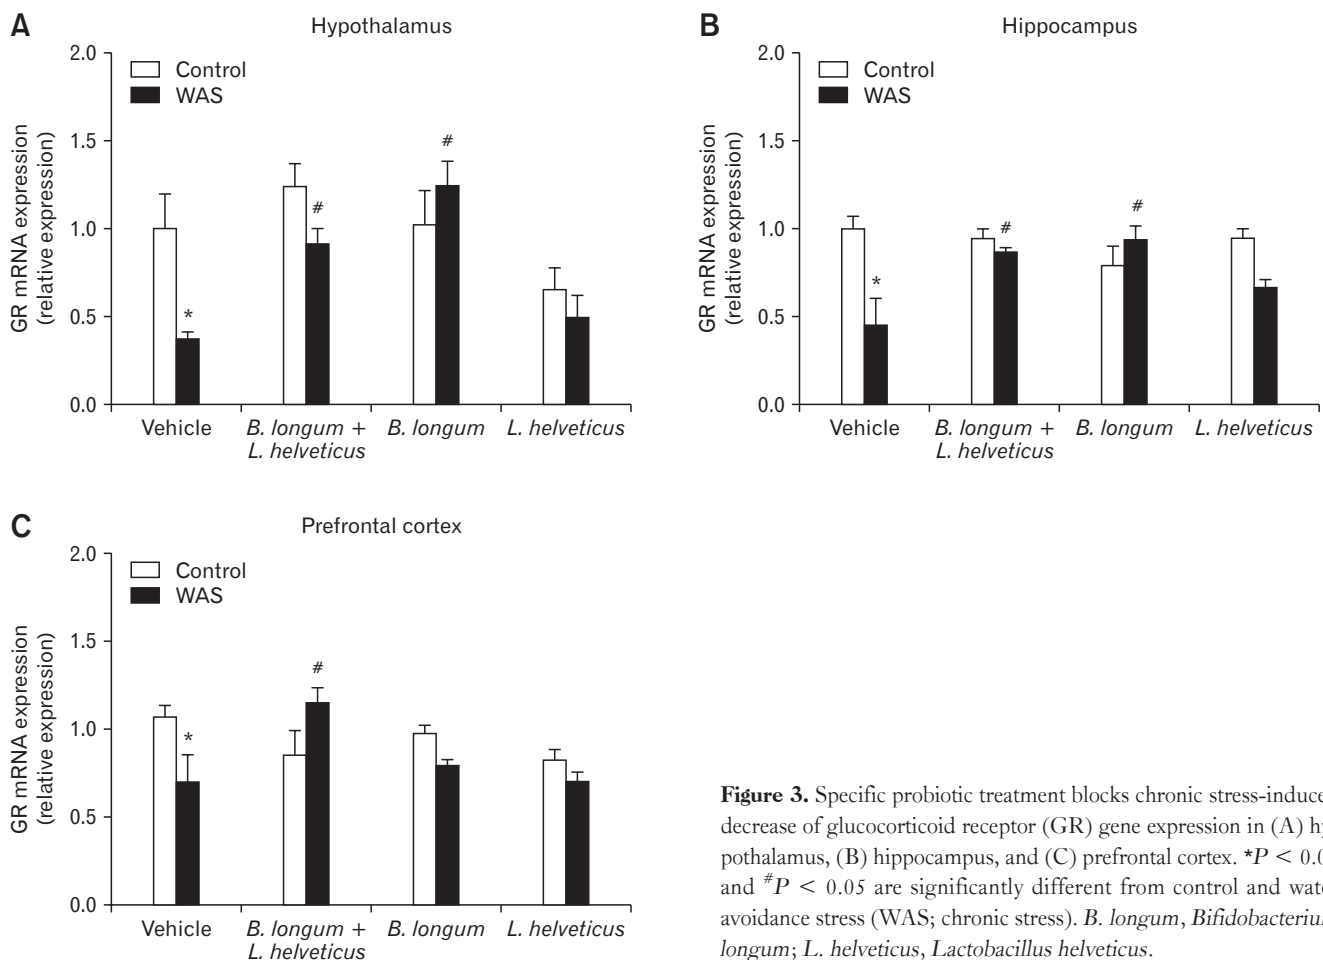 A
Hypothalamus
2.0
1.5
1.0
0.5
0.0
GR mRNA expression
(relative expression)
Control
WAS
*
#
#
Vehicle
B. longum +
L. helveticus
B. longum
L. helveticus
B
Hippocampus
2.0
1.5
1.0
0.5
0.0
GR mRNA expression
(relative expression)
Control
WAS
*
#
#
Vehicle
B. longum +
L. helveticus
B. longum
L. helveticus
C
Prefrontal cortex
2.0
1.5
1.0
0.5
0.0
GR mRNA expression
(relative expression)
Control
WAS
*
#
Vehicle
B. longum +
L. helveticus
B. longum
L. helveticus
Figure 3. Specific probiotic treatment blocks chronic stress-induce
decrease of glucocorticoid receptor (GR) gene expression in (A) hy
pothalamus, (B) hippocampus, and (C) prefrontal cortex. *P < 0.0
and #P < 0.05 are significantly different from control and wate
avoidance stress (WAS; chronic stress). B. longum, Bifidobacteriu
longum; L. helveticus, Lactobacillus helveticus.